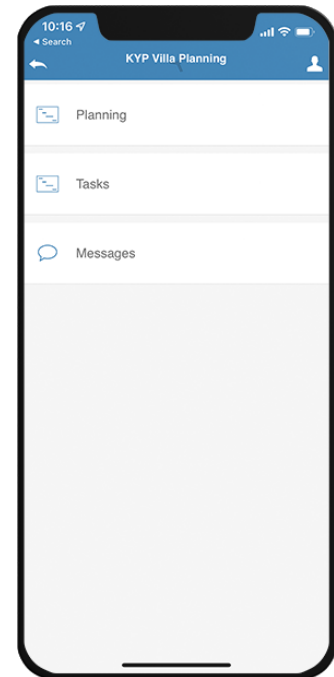 10:16
◀ Search
KYP Villa Planning
Planning
Tasks
Messages